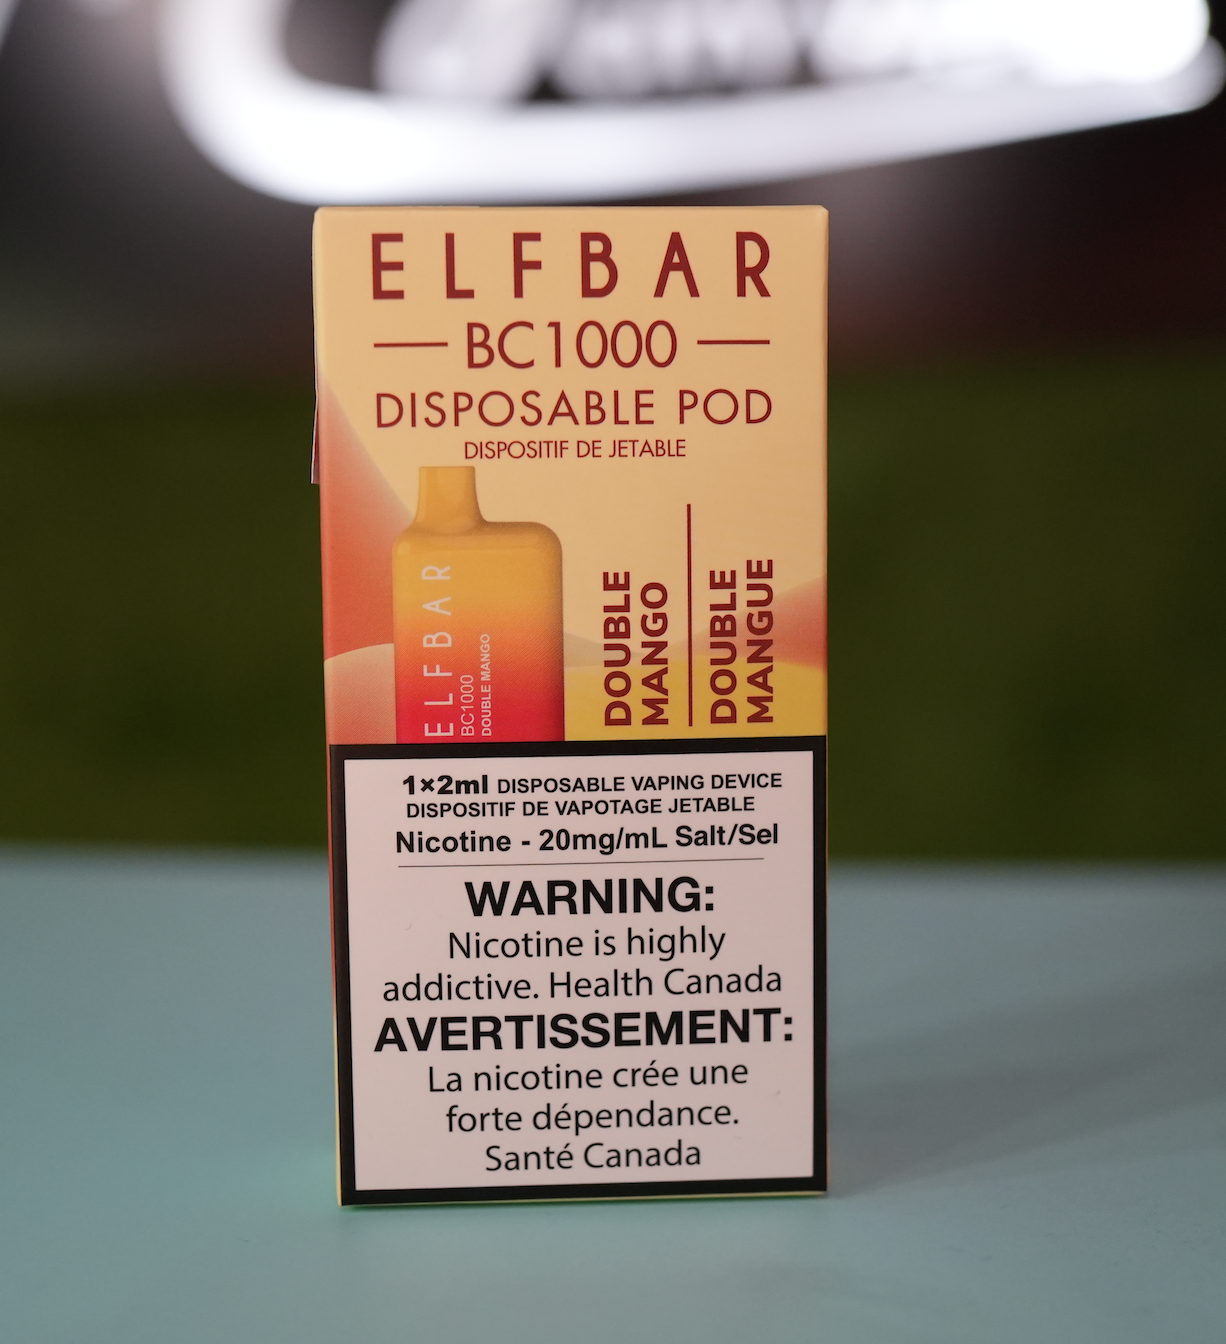 ELFBAR
BC1000
DISPOSABLE POD
DISPOSITIF DE JETABLE
ELFBAR
BC1000
DOUBLE MANGO
DOUBLE
MANGO
DOUBLE
MANGUE
1×2ml DISPOSABLE VAPING DEVICE
DISPOSITIF DE VAPOTAGE JETABLE
Nicotine - 20mg/mL Salt/Sel
WARNING:
Nicotine is highly
addictive. Health Canada
AVERTISSEMENT:
La nicotine crée une
forte dépendance.
Santé Canada